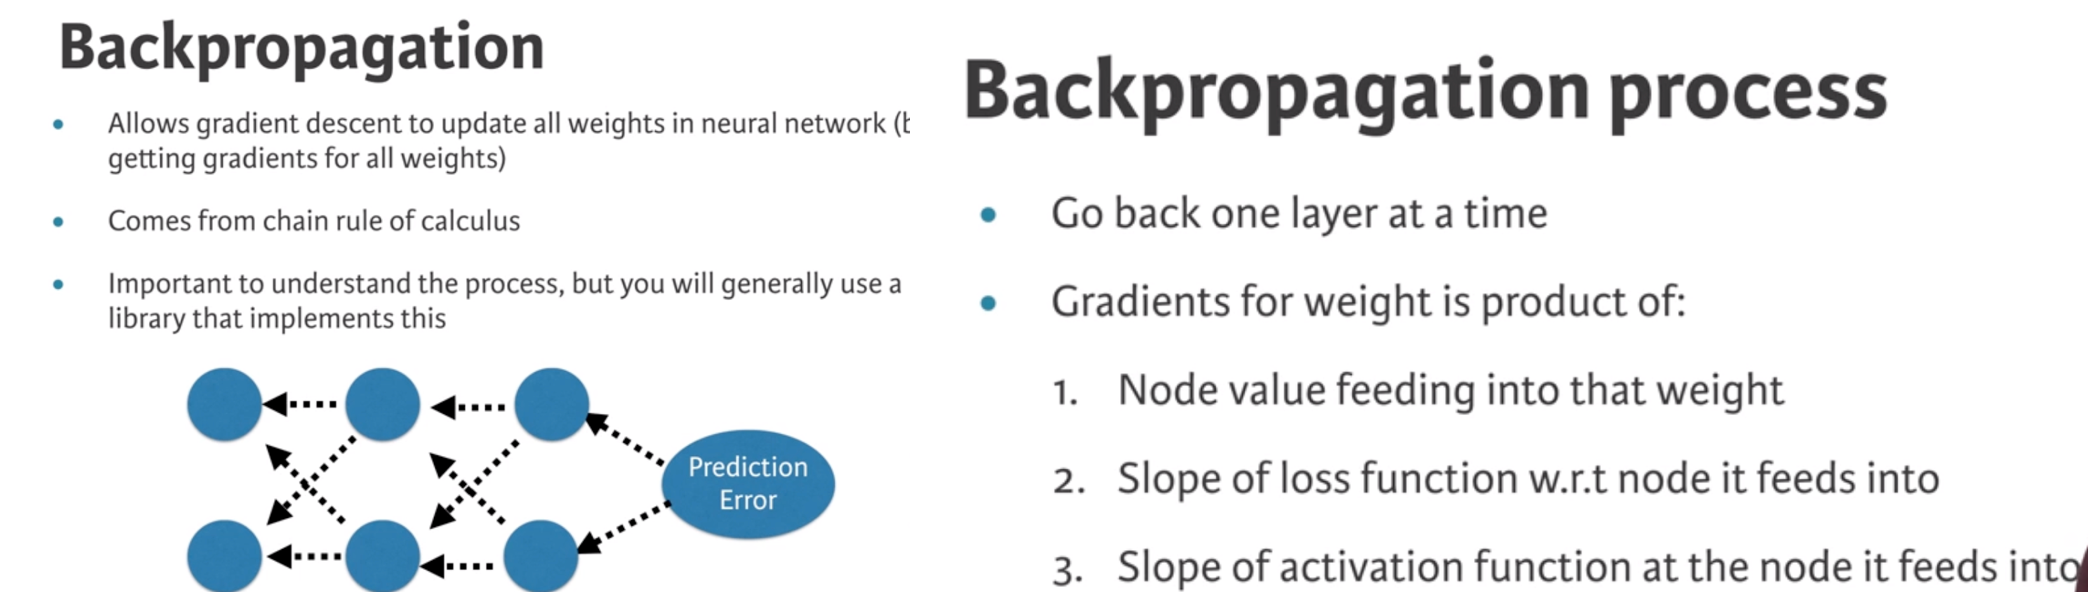 Backpropagation
• Allows gradient descent to update all weights in neural network (
getting gradients for all weights)
• Comes from chain rule of calculus
• Important to understand the process, but you will generally use a
library that implements this
Prediction
Error
Backpropagation process
• Go back one layer at a time
• Gradients for weight is product of:
1. Node value feeding into that weight
2. Slope of loss function w.r.t node it feeds into
3. Slope of activation function at the node it feeds into